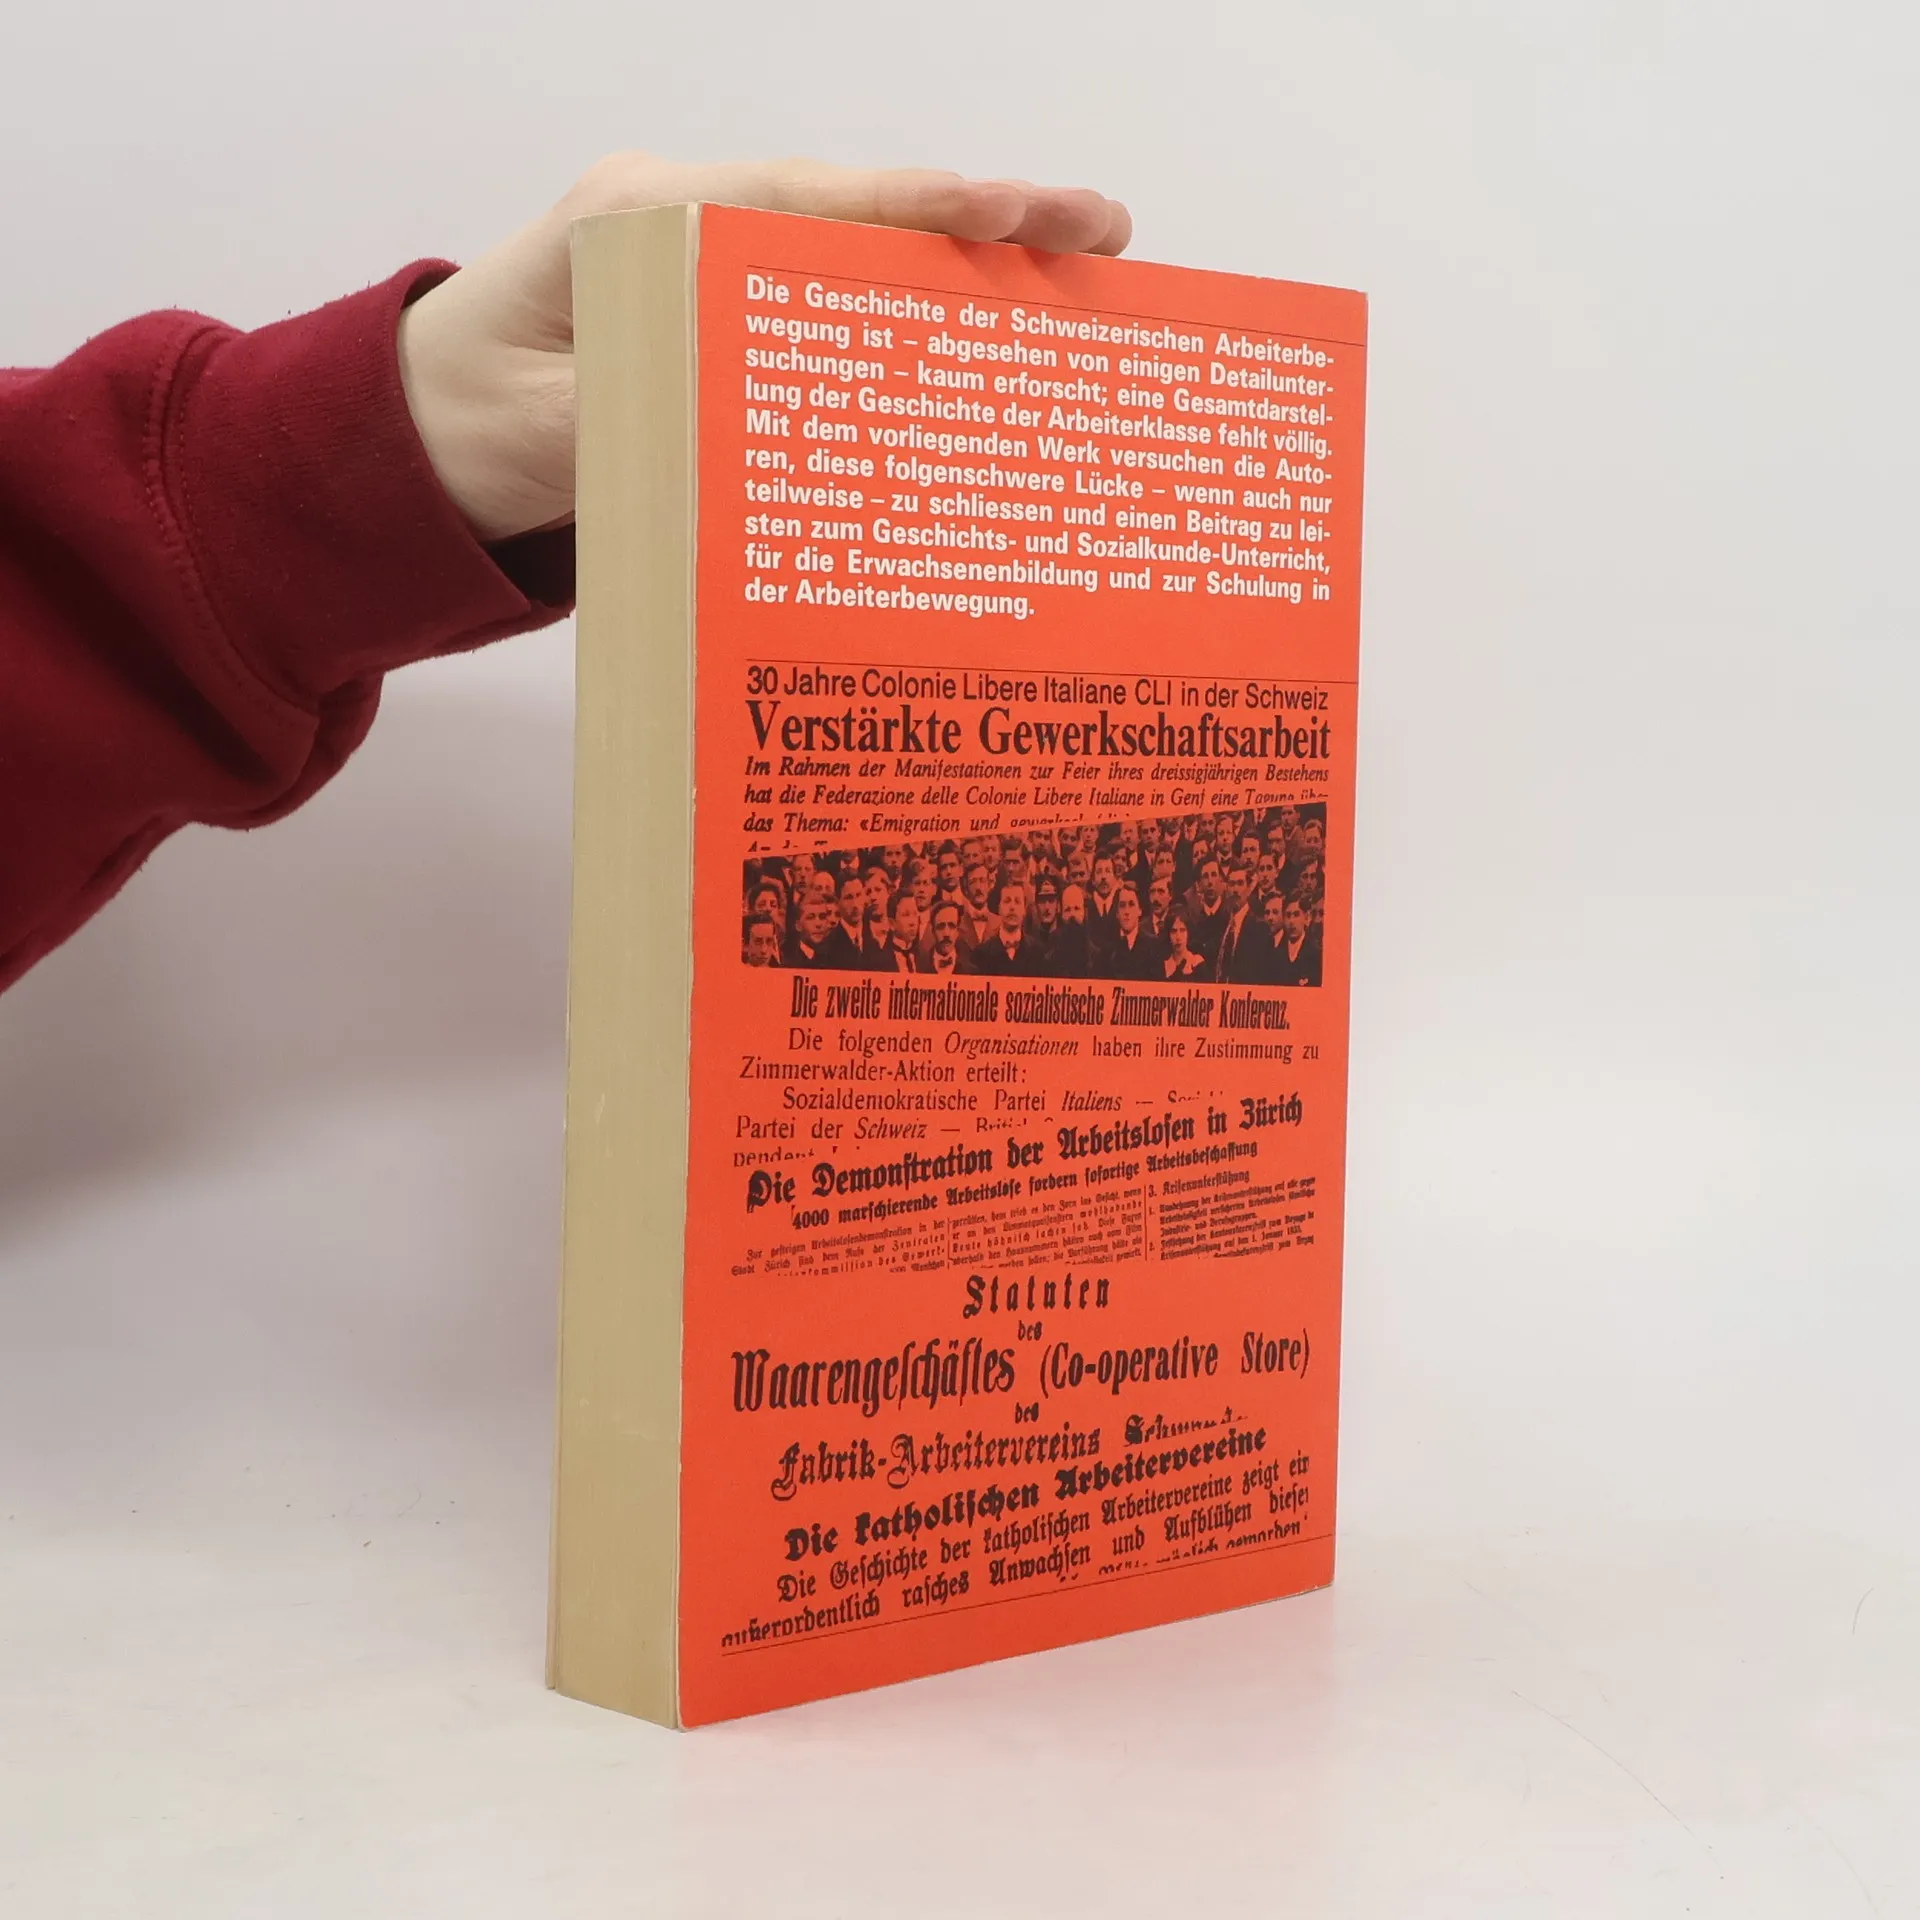 Die Geschichte der Schweizerischen Arbeiterbe-
wegung ist – abgesehen von einigen Detailunter-
suchungen – kaum erforscht; eine Gesamtdarstel-
lung der Geschichte der Arbeiterklasse fehlt völlig.
Mit dem vorliegenden Werk versuchen die Auto-
ren, diese folgenschwere Lücke – wenn auch nur
teilweise – zu schliessen und einen Beitrag zu lei-
sten zum Geschichts- und Sozialkunde-Unterricht,
für die Erwachsenenbildung und zur Schulung in
der Arbeiterbewegung.
30 Jahre Colonie Libere Italiane CLI in der Schweiz
Verstärkte Gewerkschaftsarbeit
Im Rahmen der Manifestationen zur Feier ihres dreissigjährigen Bestehens
hat die Federazione delle Colonie Libere Italiane in Genf eine Tagung über
das Thema: «Emigration und
Die zweite internationale sozialistische Zimmerwalder Konferenz.
Die folgenden Organisationen haben ihre Zustimmung zu
Zimmerwalder-Aktion erteilt:
Sozialdemokratische Partei Italiens —
Partei der Schweiz —
Die Demonſtration der Arbeitsloſen in Zürich
4000 marſchierende Arbeitsloſe fordern ſofortige Arbeitsbeſchaffung
3. Kriſenunterſtützung
Statuten
des
Waarengeſchäftes (Co-operative Store)
des
Fabrik-Arbeitervereins
Die katholiſchen Arbeitervereine
Die Geſchichte der katholiſchen Arbeitervereine zeigt ein
außerordentlich raſches Anwachſen und Aufblühen dieſer